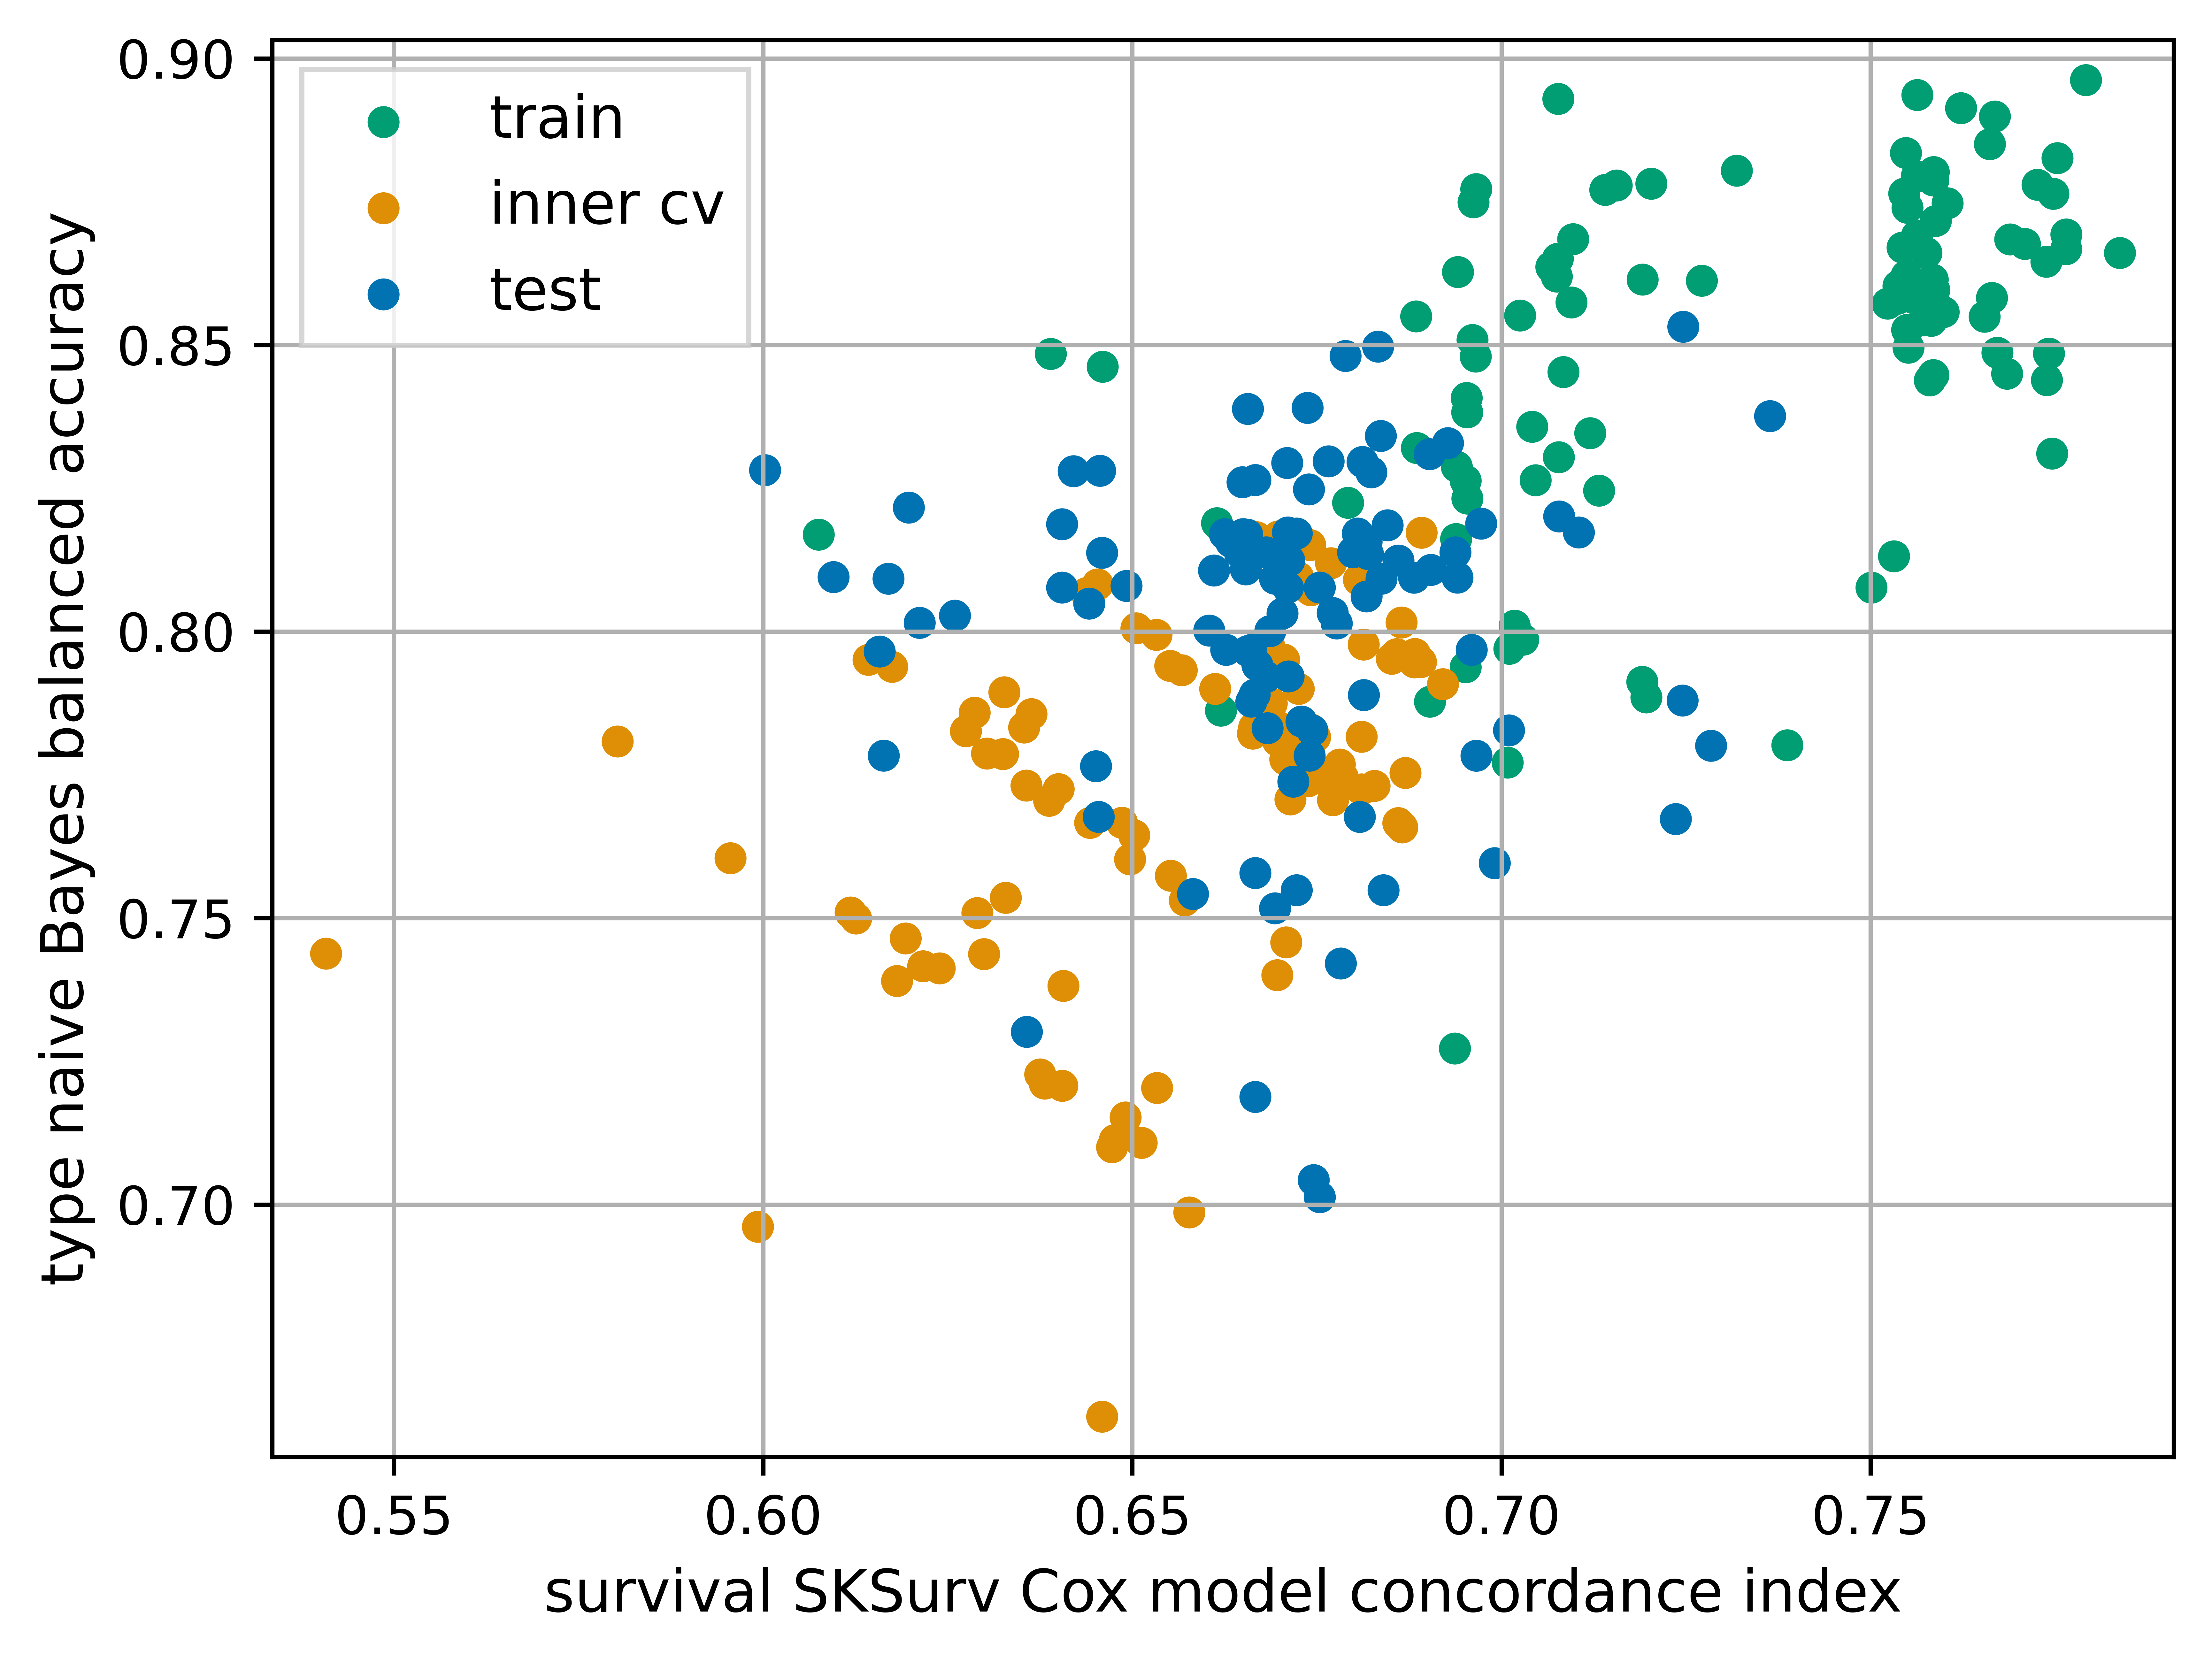 train
inner cv
test
0.90
0.85
0.80
0.75
0.70
type naive Bayes balanced accuracy
0.55
0.60
0.65
0.70
0.75
survival SKSurv Cox model concordance index